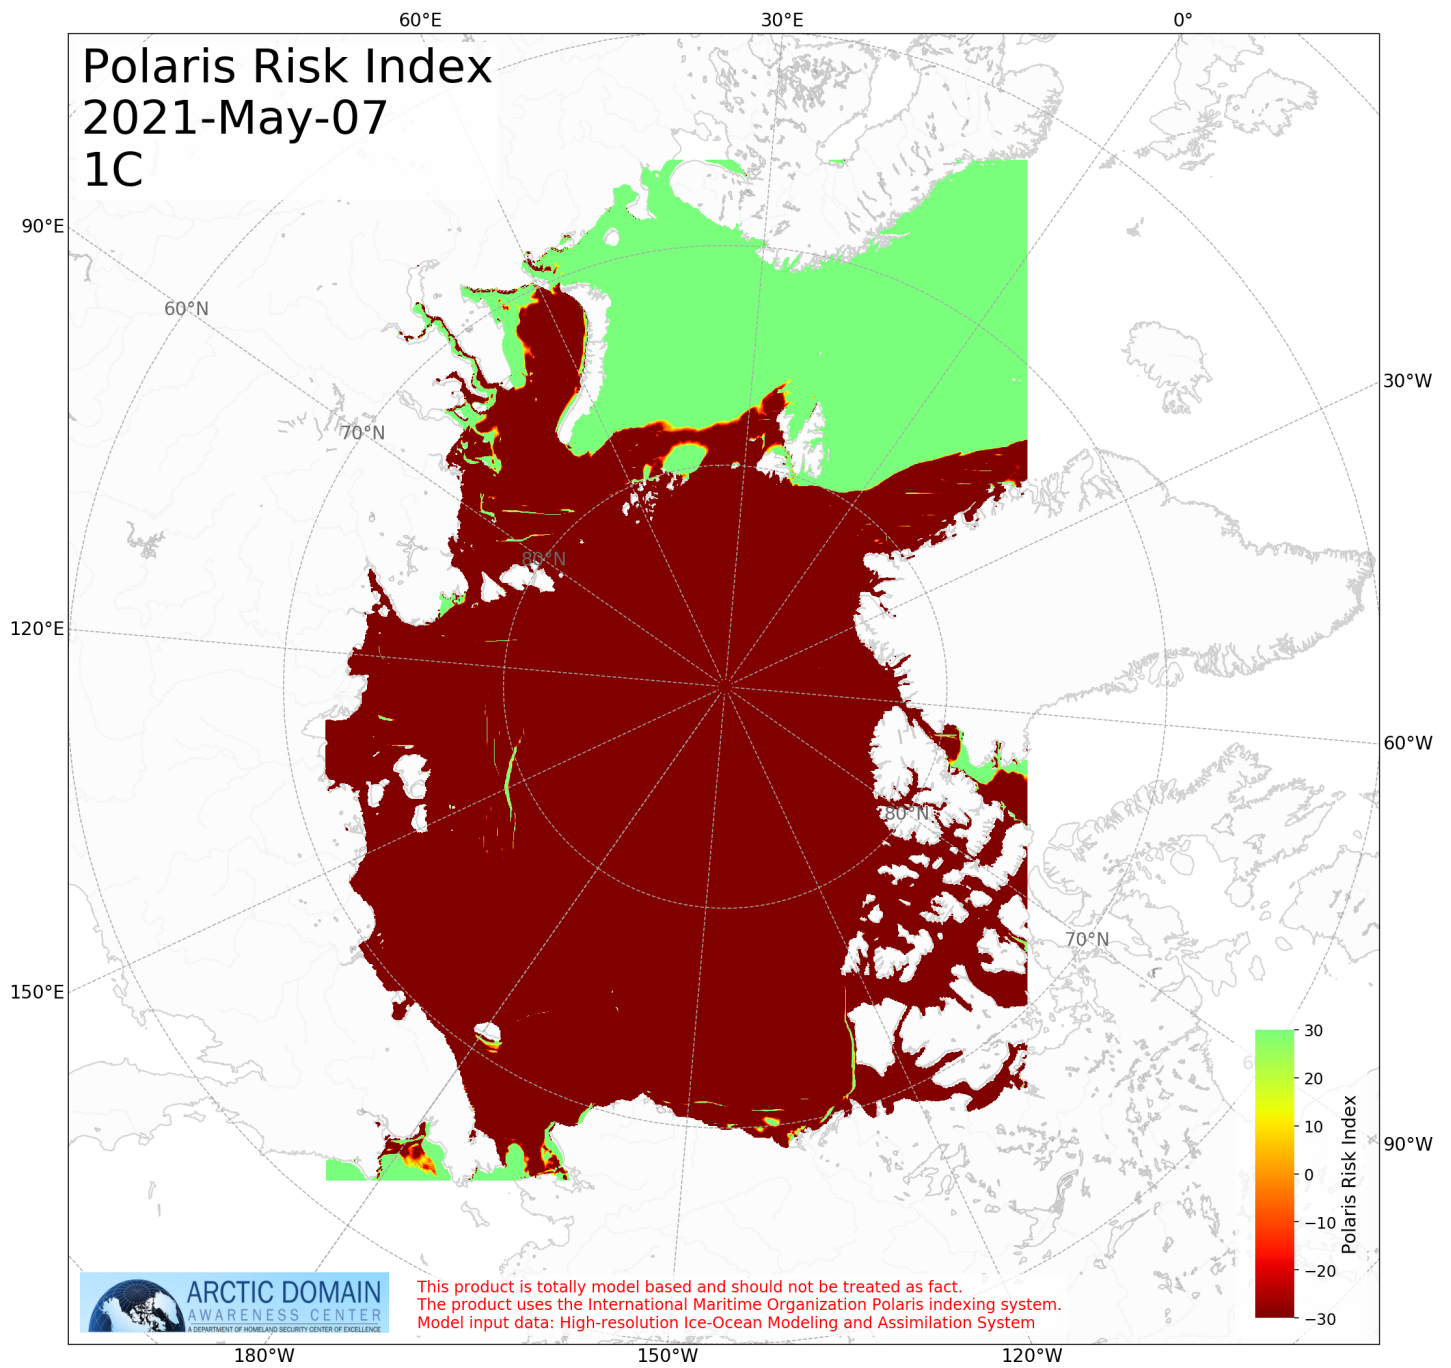 60°E 30°E 0°
Polaris Risk Index
2021-May-07
1C
90°E
60°N
30°W
70°N
80°N
120°E
60°W
80°N
70°N
150°E
30
20
10
0
−10
−20
−30
Polaris Risk Index
90°W
ARCTIC DOMAIN
AWARENESS CENTER
A DEPARTMENT OF HOMELAND SECURITY CENTER OF EXCELLENCE
This product is totally model based and should not be treated as fact.
The product uses the International Maritime Organization Polaris indexing system.
Model input data: High-resolution Ice-Ocean Modeling and Assimilation System
180°W 150°W 120°W